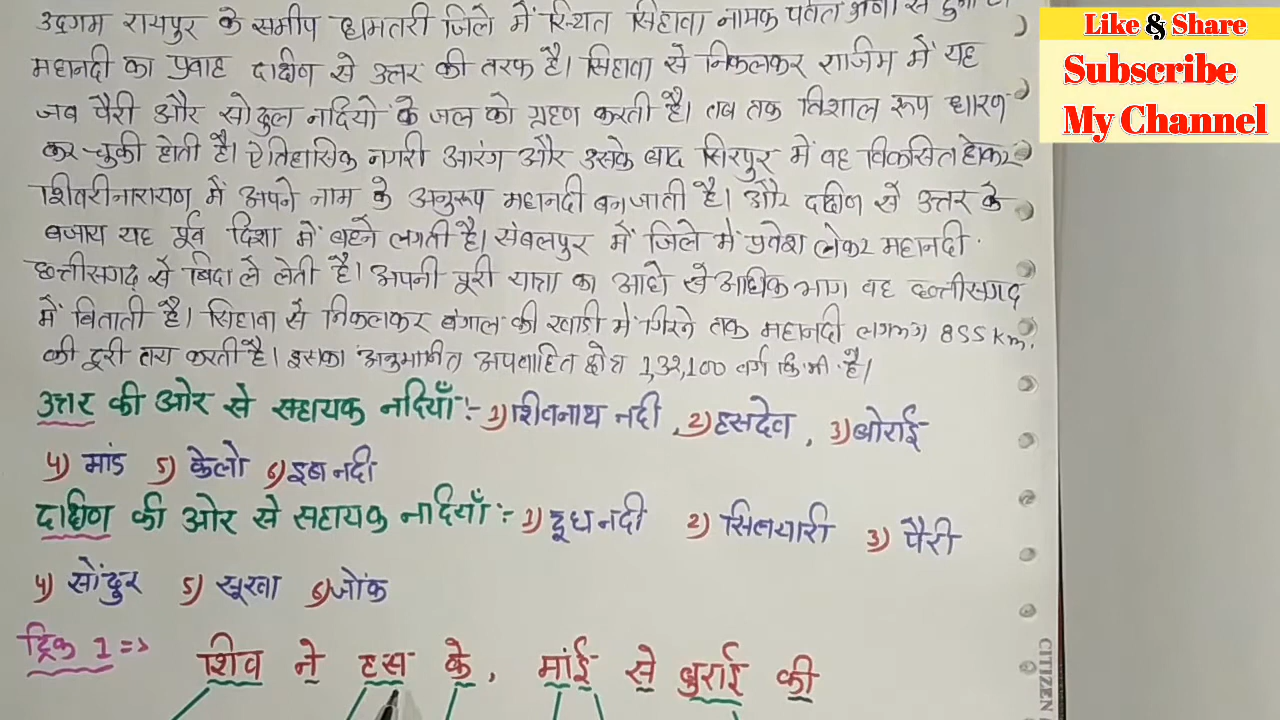 उद्गम रायपुर के समीप धमतरी जिले में स्थित सिहावा नामक पर्वत
महानदी का प्रवाह दक्षिण से उत्तर की तरफ है। सिहावा से निकलकर राजिम में यह
जब पैरी और सोढुल नदियों के जल को ग्रहण करती है। तब तक विशाल रूप धारण
कर चुकी होती है। ऐतिहासिक नगरी आरंग और उसके बाद सिरपुर में वह विकसित होकर
शिवरीनारायण में अपने नाम के अनुरूप महानदी बन जाती है। और दक्षिण से उत्तर के
बजाय यह पूर्व दिशा में बहने लगती है। संबलपुर में जिले में प्रवेश लेकर महानदी
छत्तीसगढ़ से बिदा ले लेती है। अपनी पूरी यात्रा का आधे से अधिक भाग वह छत्तीसगढ़
में बिताती है। सिहावा से निकलकर बंगाल की खाड़ी में गिरने तक महानदी लगभग 855 Km.
की दूरी तय करती है। इसका अनुमानित अपवाहित क्षेत्र 1,32,100 वर्ग कि.मी. है।
उत्तर की ओर से सहायक नदियाँ :- 1) शिवनाथ नदी, 2) हसदेव, 3) बोराई
4) मांड 5) केलो 6) इब नदी
दक्षिण की ओर से सहायक नदियाँ :- 1) दूध नदी 2) सिलयारी 3) पैरी
4) सोंदुर 5) सूखा 6) जोंक
ट्रिक 1 => शिव ने हस के, मांई से बुराई की
Like & Share
Subscribe
My Channel
CITIZEN